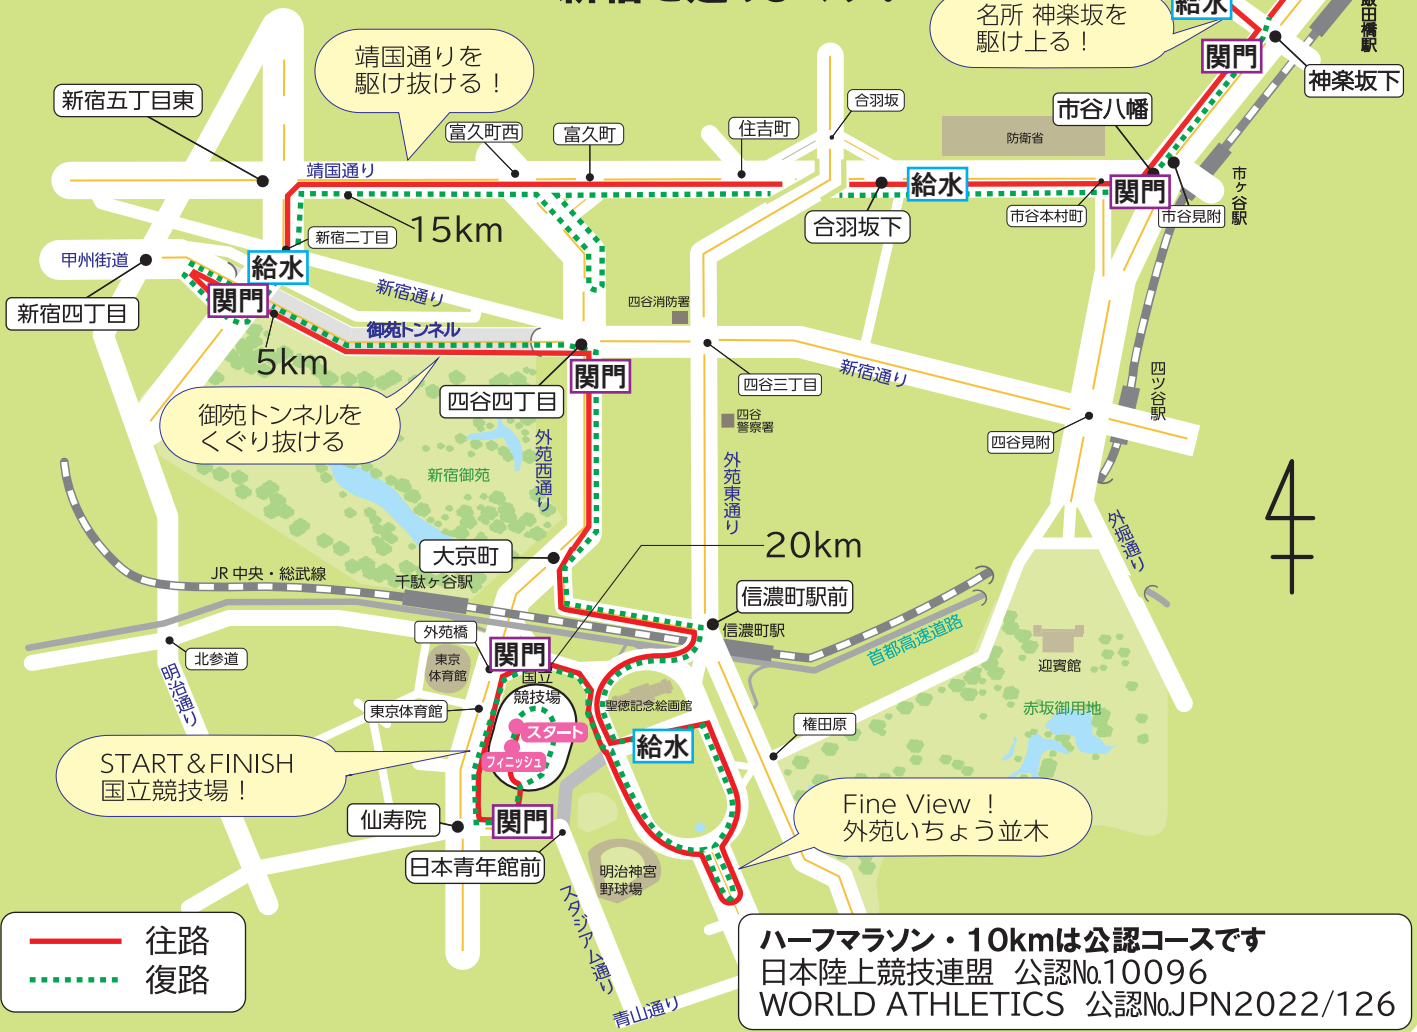 名所 神楽坂を
駆け上る！
給水
関門
飯田橋駅
神楽坂下
靖国通りを
駆け抜ける！
新宿五丁目東
富久町西
富久町
住吉町
合羽坂
防衛省
市谷八幡
市ヶ谷駅
靖国通り
給水
関門
市谷本村町
市谷見附
合羽坂下
15km
新宿二丁目
甲州街道
給水
関門
新宿四丁目
新宿通り
御苑トンネル
四谷消防署
5km
関門
四谷四丁目
四谷三丁目
新宿通り
四ツ谷駅
御苑トンネルを
くぐり抜ける
四谷
警察署
四谷見附
外苑西通り
新宿御苑
外苑東通り
外堀通り
大京町
20km
JR 中央・総武線
千駄ヶ谷駅
信濃町駅前
信濃町駅
首都高速道路
外苑橋
北参道
明治通り
東京
体育館
関門
国立
競技場
迎賓館
赤坂御用地
聖徳記念絵画館
東京体育館
スタート
フィニッシュ
給水
権田原
START＆FINISH
国立競技場！
関門
仙寿院
日本青年館前
Fine View ！
外苑いちょう並木
明治神宮
野球場
スタジアム通り
青山通り
往路
復路
ハーフマラソン・10kmは公認コースです
日本陸上競技連盟 公認№10096
WORLD ATHLETICS 公認№JPN2022/126